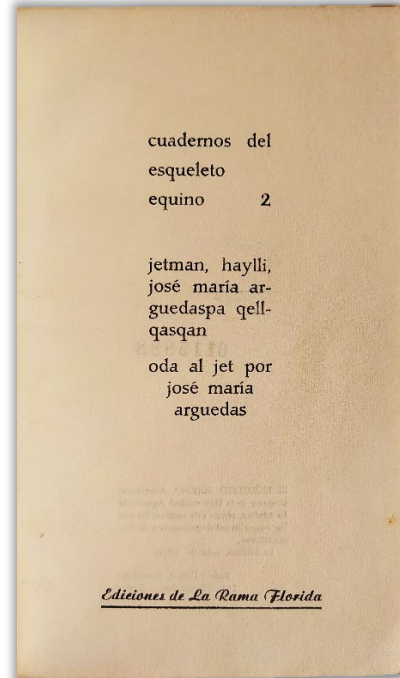 cuadernos del
esqueleto
equino 2
jetman, haylli,
josé maría ar-
guedaspa qell-
qasqan
oda al jet por
josé maría
arguedas
Ediciones de La Rama Florida